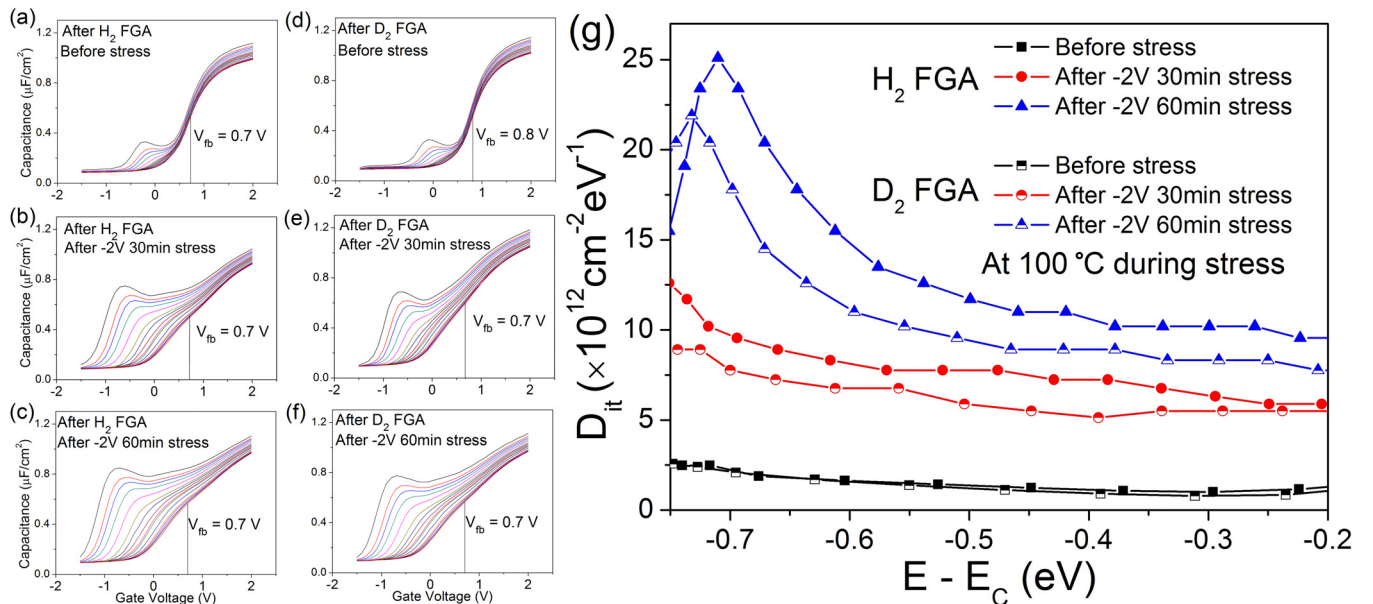 (a)
After H2 FGA
Before stress
Vfb = 0.7 V
Capacitance (μF/cm2)
0.0
0.4
0.8
1.2
-2
-1
0
1
2
(b)
After H2 FGA
After -2V 30min stress
Vfb = 0.7 V
Capacitance (μF/cm2)
0.0
0.4
0.8
1.2
-2
-1
0
1
2
(c)
After H2 FGA
After -2V 60min stress
Vfb = 0.7 V
Capacitance (μF/cm2)
0.0
0.4
0.8
1.2
-2
-1
0
1
2
Gate Voltage (V)
(d)
After D2 FGA
Before stress
Vfb = 0.8 V
0.0
0.4
0.8
1.2
-2
-1
0
1
2
(e)
After D2 FGA
After -2V 30min stress
Vfb = 0.7 V
0.0
0.4
0.8
1.2
-2
-1
0
1
2
(f)
After D2 FGA
After -2V 60min stress
Vfb = 0.7 V
0.0
0.4
0.8
1.2
-2
-1
0
1
2
Gate Voltage (V)
(g)
H2 FGA
Before stress
After -2V 30min stress
After -2V 60min stress
D2 FGA
Before stress
After -2V 30min stress
After -2V 60min stress
At 100 °C during stress
Dit (×10^12 cm-2 eV-1)
25
20
15
10
5
0
-0.7
-0.6
-0.5
-0.4
-0.3
-0.2
E - EC (eV)